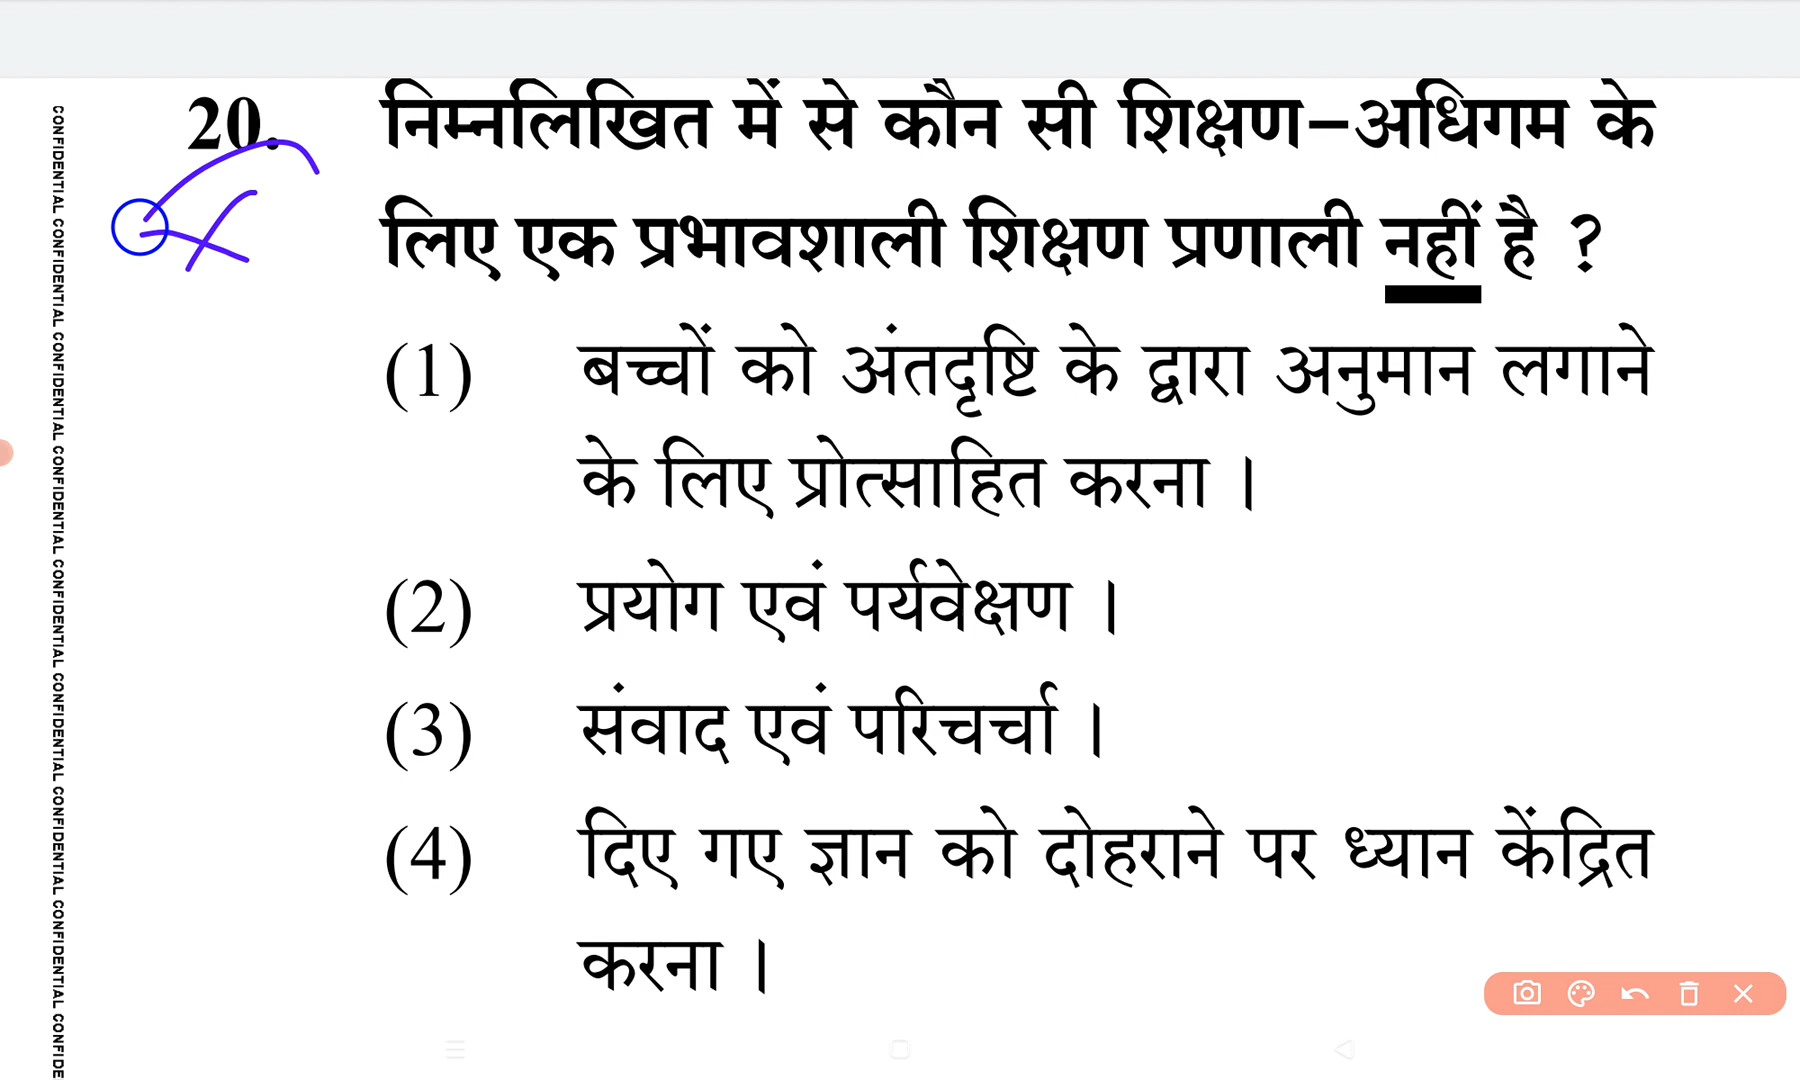 CONFIDENTIAL CONFIDENTIAL CONFIDENTIAL CONFIDENTIAL CONFIDENTIAL CONFIDENTIAL CONFIDENTIAL CONFIDENTIAL CONFIDE
20. निम्नलिखित में से कौन सी शिक्षण–अधिगम के
लिए एक प्रभावशाली शिक्षण प्रणाली नहीं है ?
(1) बच्चों को अंतदृष्टि के द्वारा अनुमान लगाने
के लिए प्रोत्साहित करना ।
(2) प्रयोग एवं पर्यवेक्षण ।
(3) संवाद एवं परिचर्चा ।
(4) दिए गए ज्ञान को दोहराने पर ध्यान केंद्रित
करना ।